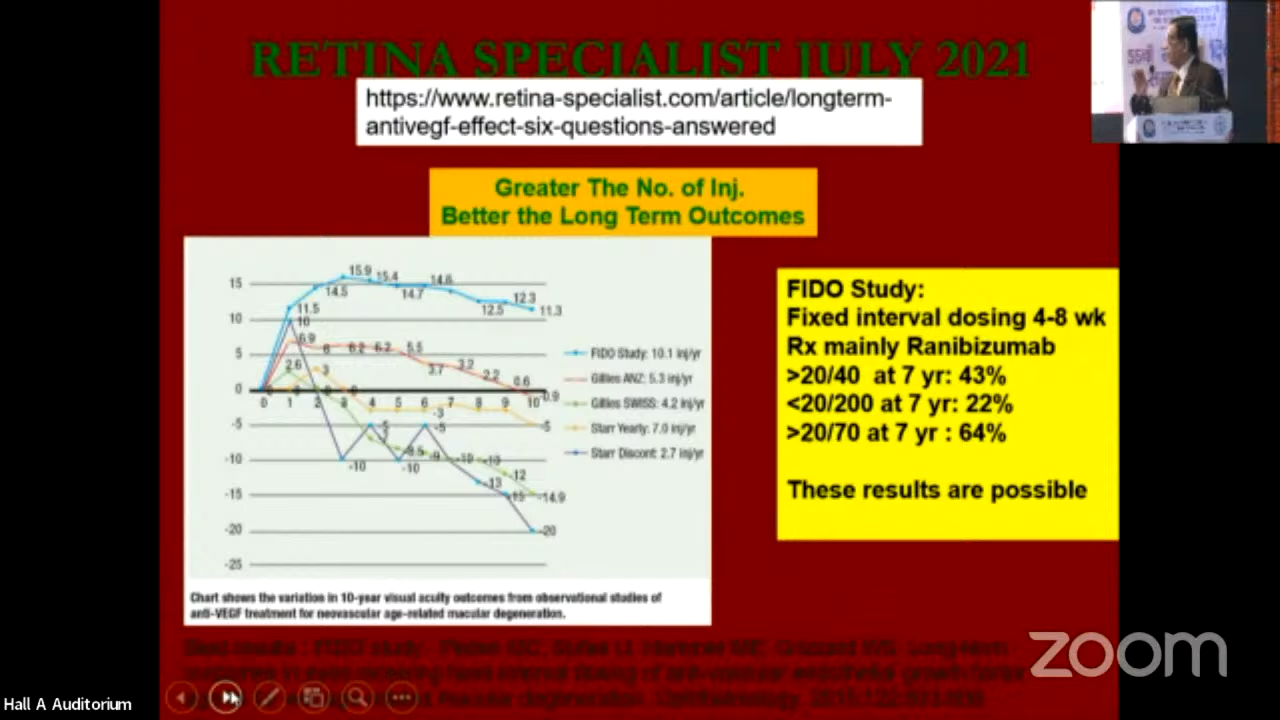 RETINA SPECIALIST JULY 2021
https://www.retina-specialist.com/article/longterm-
antivegf-effect-six-questions-answered
Greater The No. of Inj.
Better the Long Term Outcomes
FIDO Study:
Fixed interval dosing 4-8 wk
Rx mainly Ranibizumab
>20/40 at 7 yr: 43%
<20/200 at 7 yr: 22%
>20/70 at 7 yr : 64%
These results are possible
15
10
5
0
-5
-10
-15
-20
-25
0 1 2 3 4 5 6 7 8 9 10
11.5
14.5
15.9
15.4
14.7
14.6
12.5
12.3
11.3
10
6.9
6
6.2
6.2
5.5
3.7
3.2
2.2
0.6
-0.9
2.6
3
-3
-5
-5
-5
-10
-10
-8.5
-9
-10
-10
-12
-13
-15
-14.9
-20
FIDO Study: 10.1 inj/yr
Gillies ANZ: 5.3 inj/yr
Gillies SWISS: 4.2 inj/yr
Starr Yearly: 7.0 inj/yr
Starr Discont: 2.7 inj/yr
Chart shows the variation in 10-year visual acuity outcomes from observational studies of
anti-VEGF treatment for neovascular age-related macular degeneration.
zoom
Hall A Auditorium